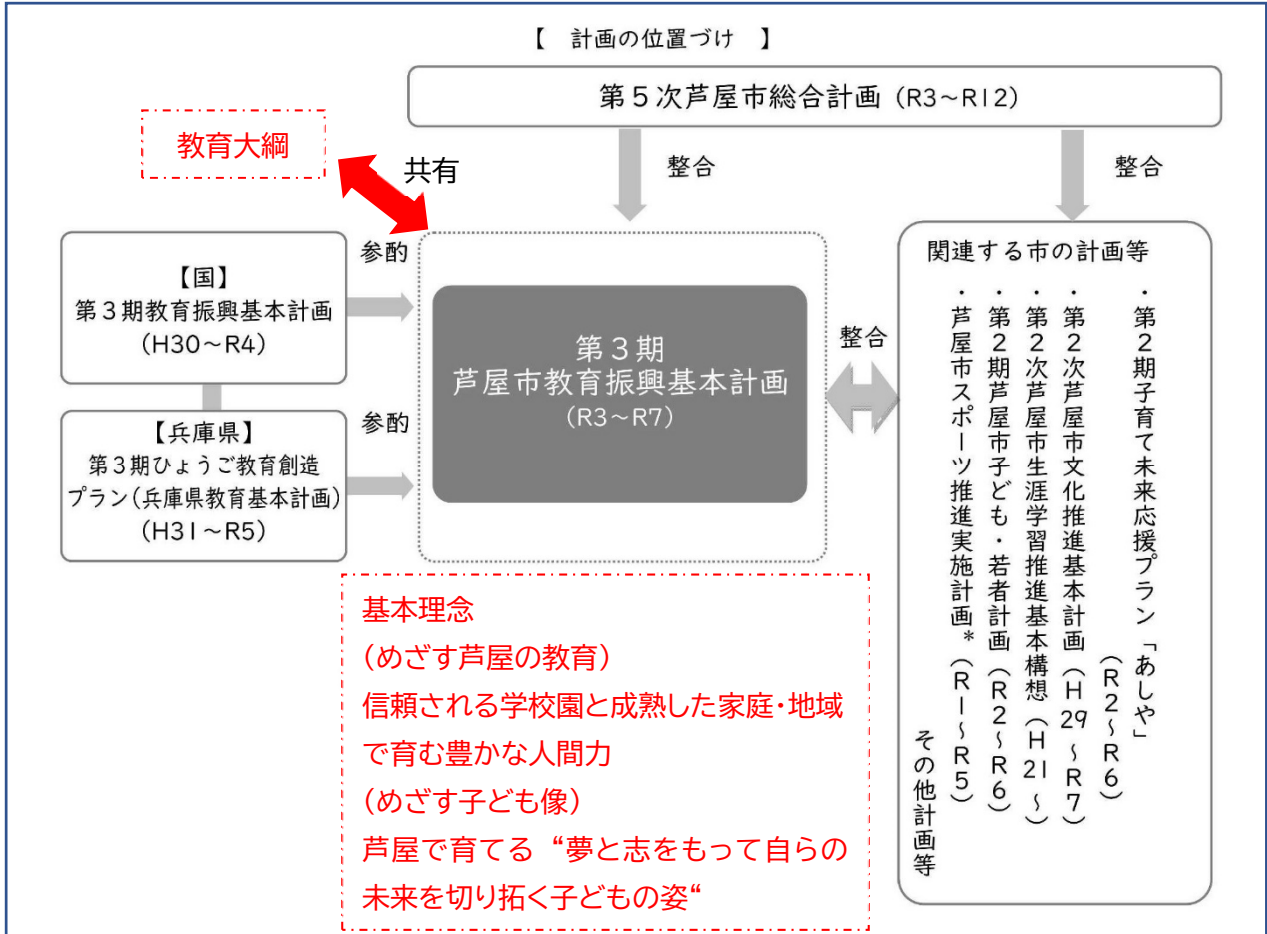 【 計画の位置づけ 】
第５次芦屋市総合計画 (R3～R12)
教育大綱
共有
整合
整合
【国】
第３期教育振興基本計画
(H30～R4)
参酌
【兵庫県】
第３期ひょうご教育創造
プラン(兵庫県教育基本計画)
(H31～R5)
参酌
第３期
芦屋市教育振興基本計画
(R3～R7)
整合
関連する市の計画等
・第２期子育て未来応援プラン「あしや」
(R２～R６)
・第２次芦屋市文化推進基本計画(H29～R７)
・第２次芦屋市生涯学習推進基本構想(H21～)
・第２期芦屋市子ども・若者計画(R２～R６)
・芦屋市スポーツ推進実施計画*(R１～R５)
その他計画等
基本理念
(めざす芦屋の教育)
信頼される学校園と成熟した家庭・地域
で育む豊かな人間力
(めざす子ども像)
芦屋で育てる “夢と志をもって自らの
未来を切り拓く子どもの姿“